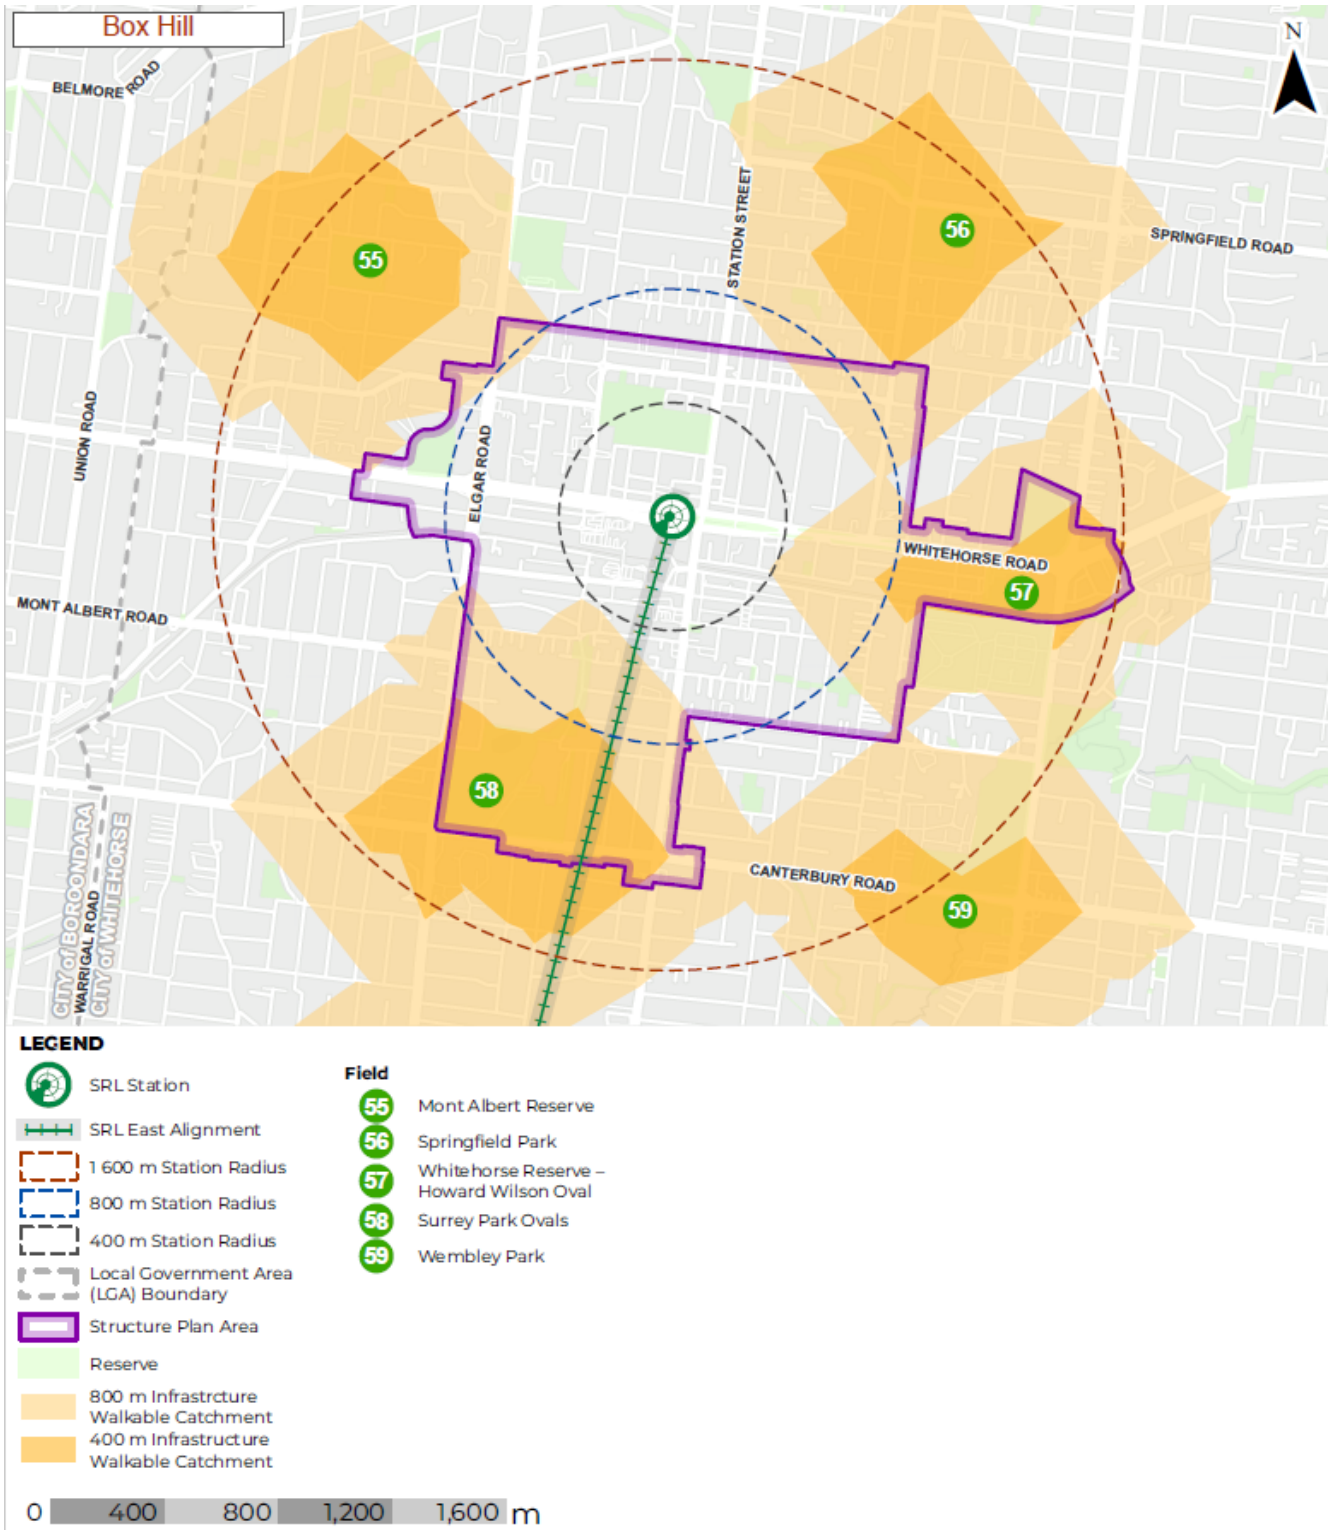 Box Hill
N
BELMORE ROAD
STATION STREET
SPRINGFIELD ROAD
55
56
UNION ROAD
ELGAR ROAD
WHITEHORSE ROAD
57
MONT ALBERT ROAD
58
CANTERBURY ROAD
59
CITY of BOROONDARA
WARRIGAL ROAD
CITY of WHITEHORSE
LEGEND
SRL Station
SRL East Alignment
1 600 m Station Radius
800 m Station Radius
400 m Station Radius
Local Government Area
(LGA) Boundary
Structure Plan Area
Reserve
800 m Infrastrcture
Walkable Catchment
400 m Infrastructure
Walkable Catchment
Field
55 Mont Albert Reserve
56 Springfield Park
57 Whitehorse Reserve –
Howard Wilson Oval
58 Surrey Park Ovals
59 Wembley Park
0 400 800 1,200 1,600 m